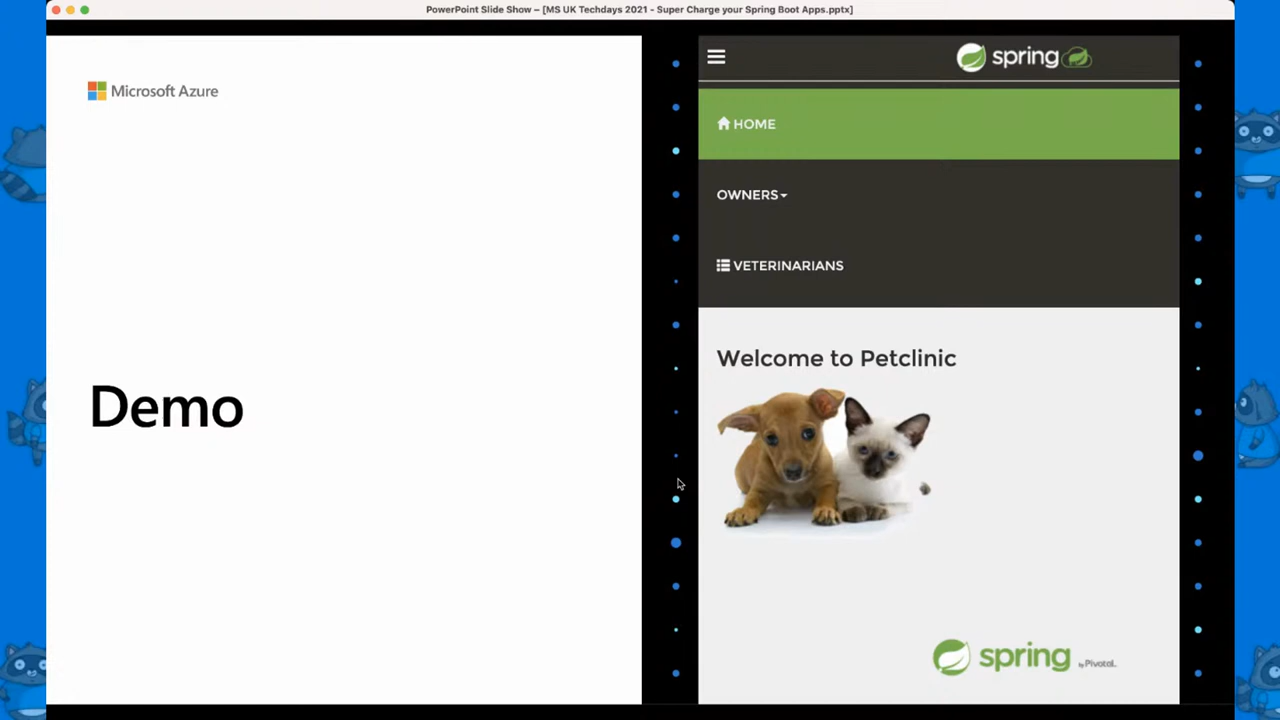 PowerPoint Slide Show – [MS UK Techdays 2021 - Super Charge your Spring Boot Apps.pptx]
Microsoft Azure
Demo
spring
HOME
OWNERS
VETERINARIANS
Welcome to Petclinic
spring by Pivotal.